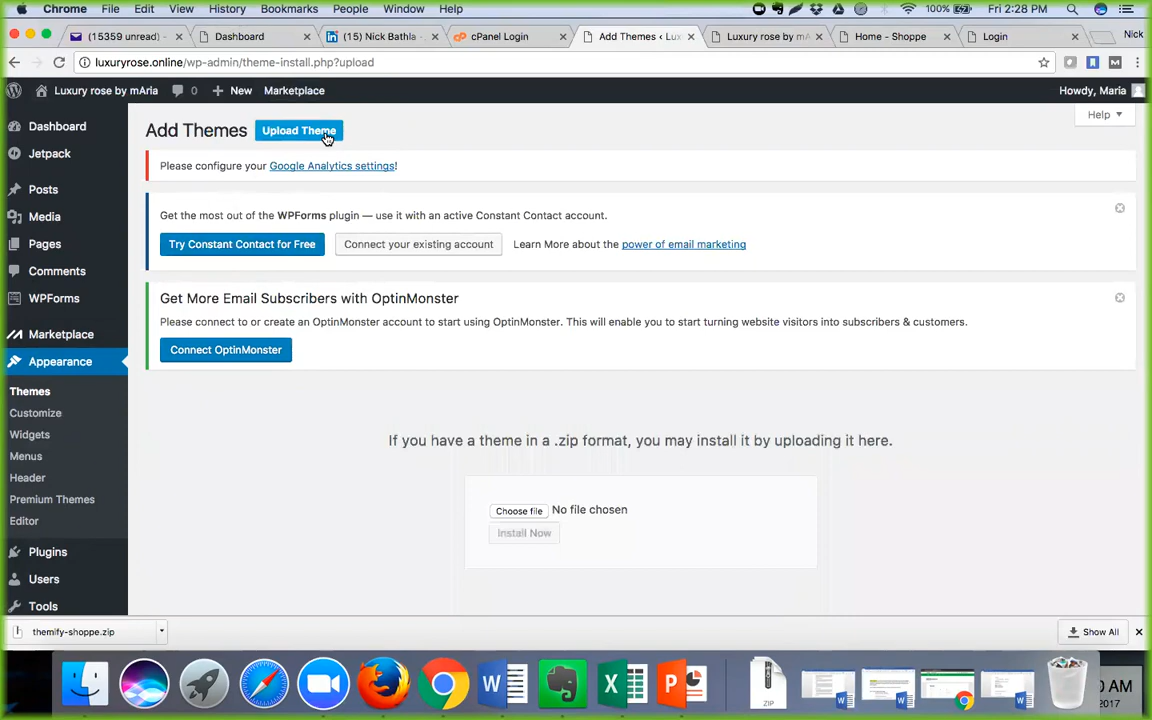 Chrome File Edit View History Bookmarks People Window Help 100% Fri 2:28 PM
(15359 unread) - Dashboard (15) Nick Bathla - cPanel Login Add Themes ‹ Lux Luxury rose by mA Home - Shoppe Login Nick
luxuryrose.online/wp-admin/theme-install.php?upload
Luxury rose by mAria 0 + New Marketplace Howdy, Maria
Help
Add Themes Upload Theme
Please configure your Google Analytics settings!
Get the most out of the WPForms plugin — use it with an active Constant Contact account.
Try Constant Contact for Free Connect your existing account Learn More about the power of email marketing
Get More Email Subscribers with OptinMonster
Please connect to or create an OptinMonster account to start using OptinMonster. This will enable you to start turning website visitors into subscribers & customers.
Connect OptinMonster
If you have a theme in a .zip format, you may install it by uploading it here.
Choose file No file chosen
Install Now
Dashboard
Jetpack
Posts
Media
Pages
Comments
WPForms
Marketplace
Appearance
Themes
Customize
Widgets
Menus
Header
Premium Themes
Editor
Plugins
Users
Tools
themify-shoppe.zip Show All
W X P ZIP
0 AM
2017